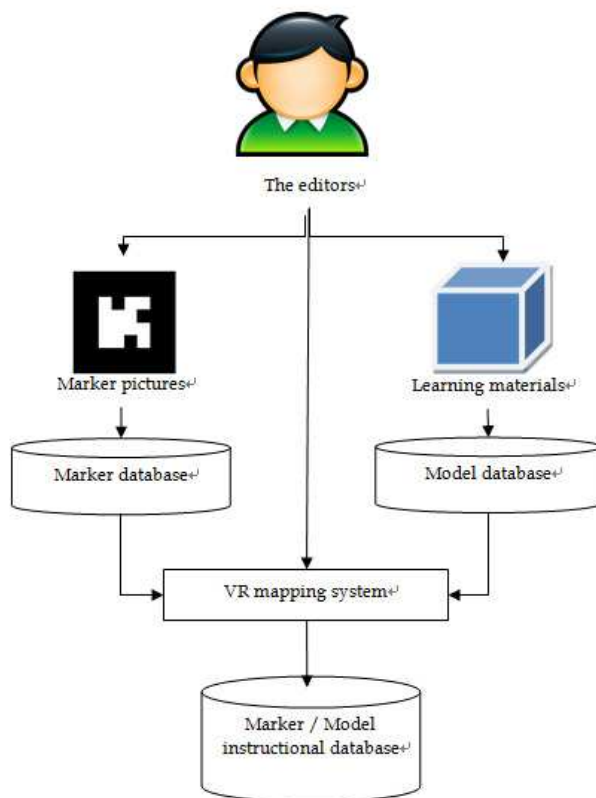 The editors↵
Marker pictures↵
Learning materials↵
Marker database↵
Model database↵
VR mapping system↵
Marker / Model
instructional database↵